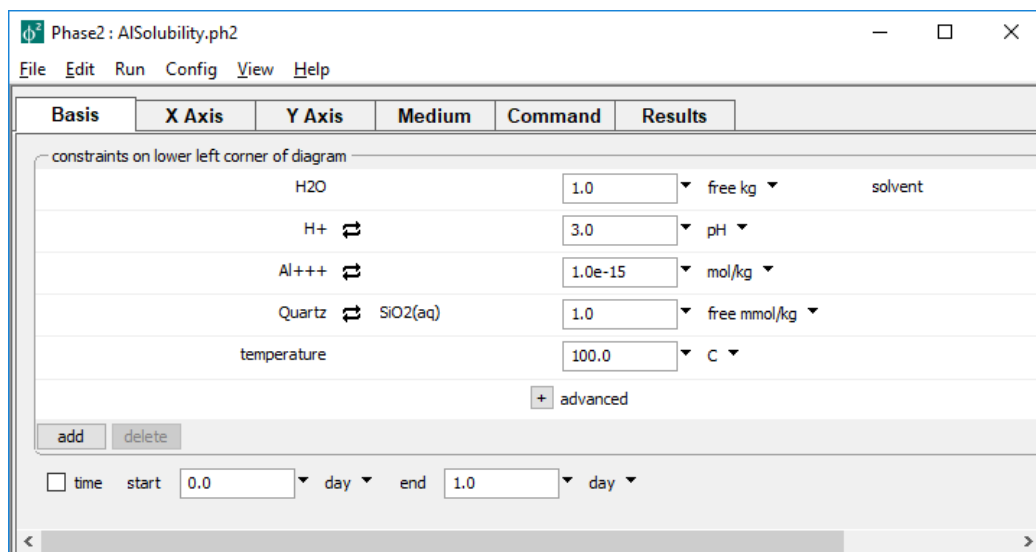 ϕ² Phase2 : AlSolubility.ph2
File Edit Run Config View Help
Basis X Axis Y Axis Medium Command Results
constraints on lower left corner of diagram
H2O 1.0 free kg solvent
H+ 3.0 pH
Al+++ 1.0e-15 mol/kg
Quartz SiO2(aq) 1.0 free mmol/kg
temperature 100.0 C
+ advanced
add delete
time start 0.0 day end 1.0 day